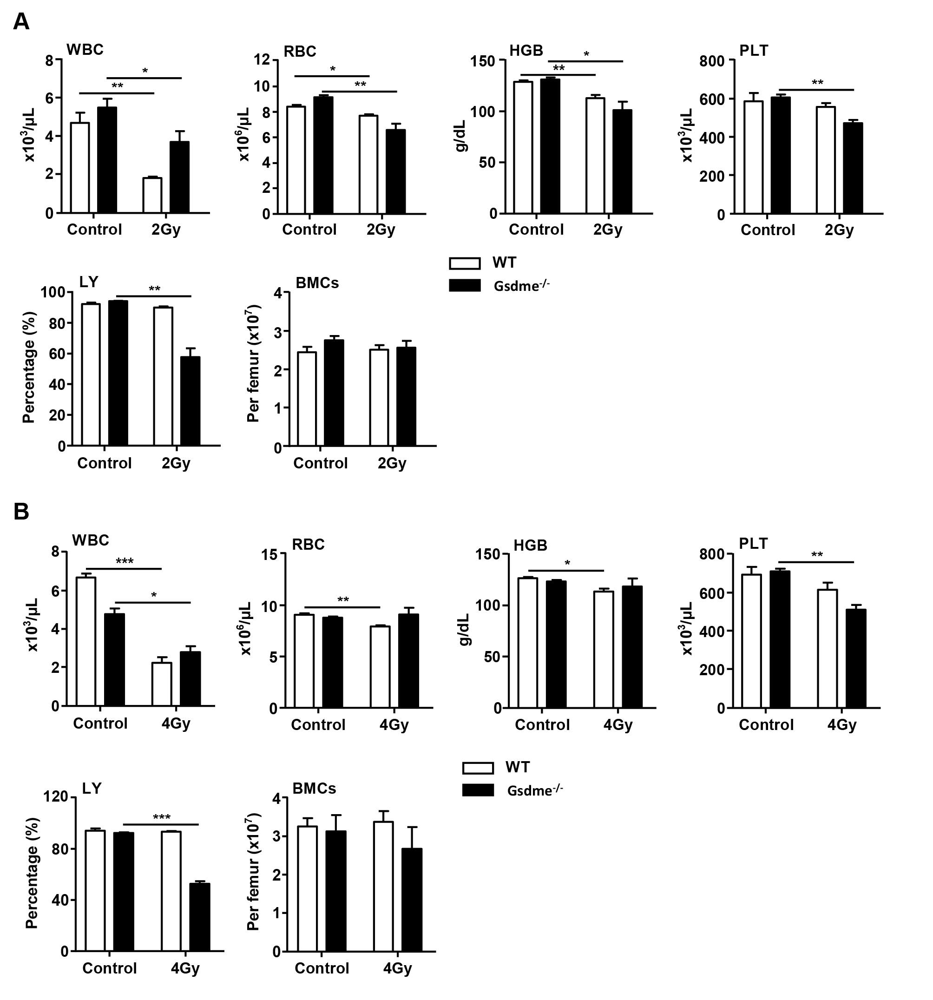 A
WBC
8
6
4
2
0
x10³/µL
**
*
Control
2Gy
RBC
12
10
8
6
4
2
0
x10⁶/µL
*
**
Control
2Gy
HGB
150
100
50
0
g/dL
*
**
Control
2Gy
PLT
800
600
400
200
0
x10³/µL
**
Control
2Gy
WT
Gsdme⁻/⁻
LY
100
80
60
40
20
0
Percentage (%)
**
Control
2Gy
BMCs
4
3
2
1
0
Per femur (x10⁷)
Control
2Gy
B
WBC
8
6
4
2
0
x10³/µL
***
*
Control
4Gy
RBC
15
10
5
0
x10⁶/µL
**
Control
4Gy
HGB
150
100
50
0
g/dL
*
Control
4Gy
PLT
800
600
400
200
0
x10³/µL
**
Control
4Gy
WT
Gsdme⁻/⁻
LY
120
80
40
0
Percentage (%)
***
Control
4Gy
BMCs
4
3
2
1
0
Per femur (x10⁷)
Control
4Gy